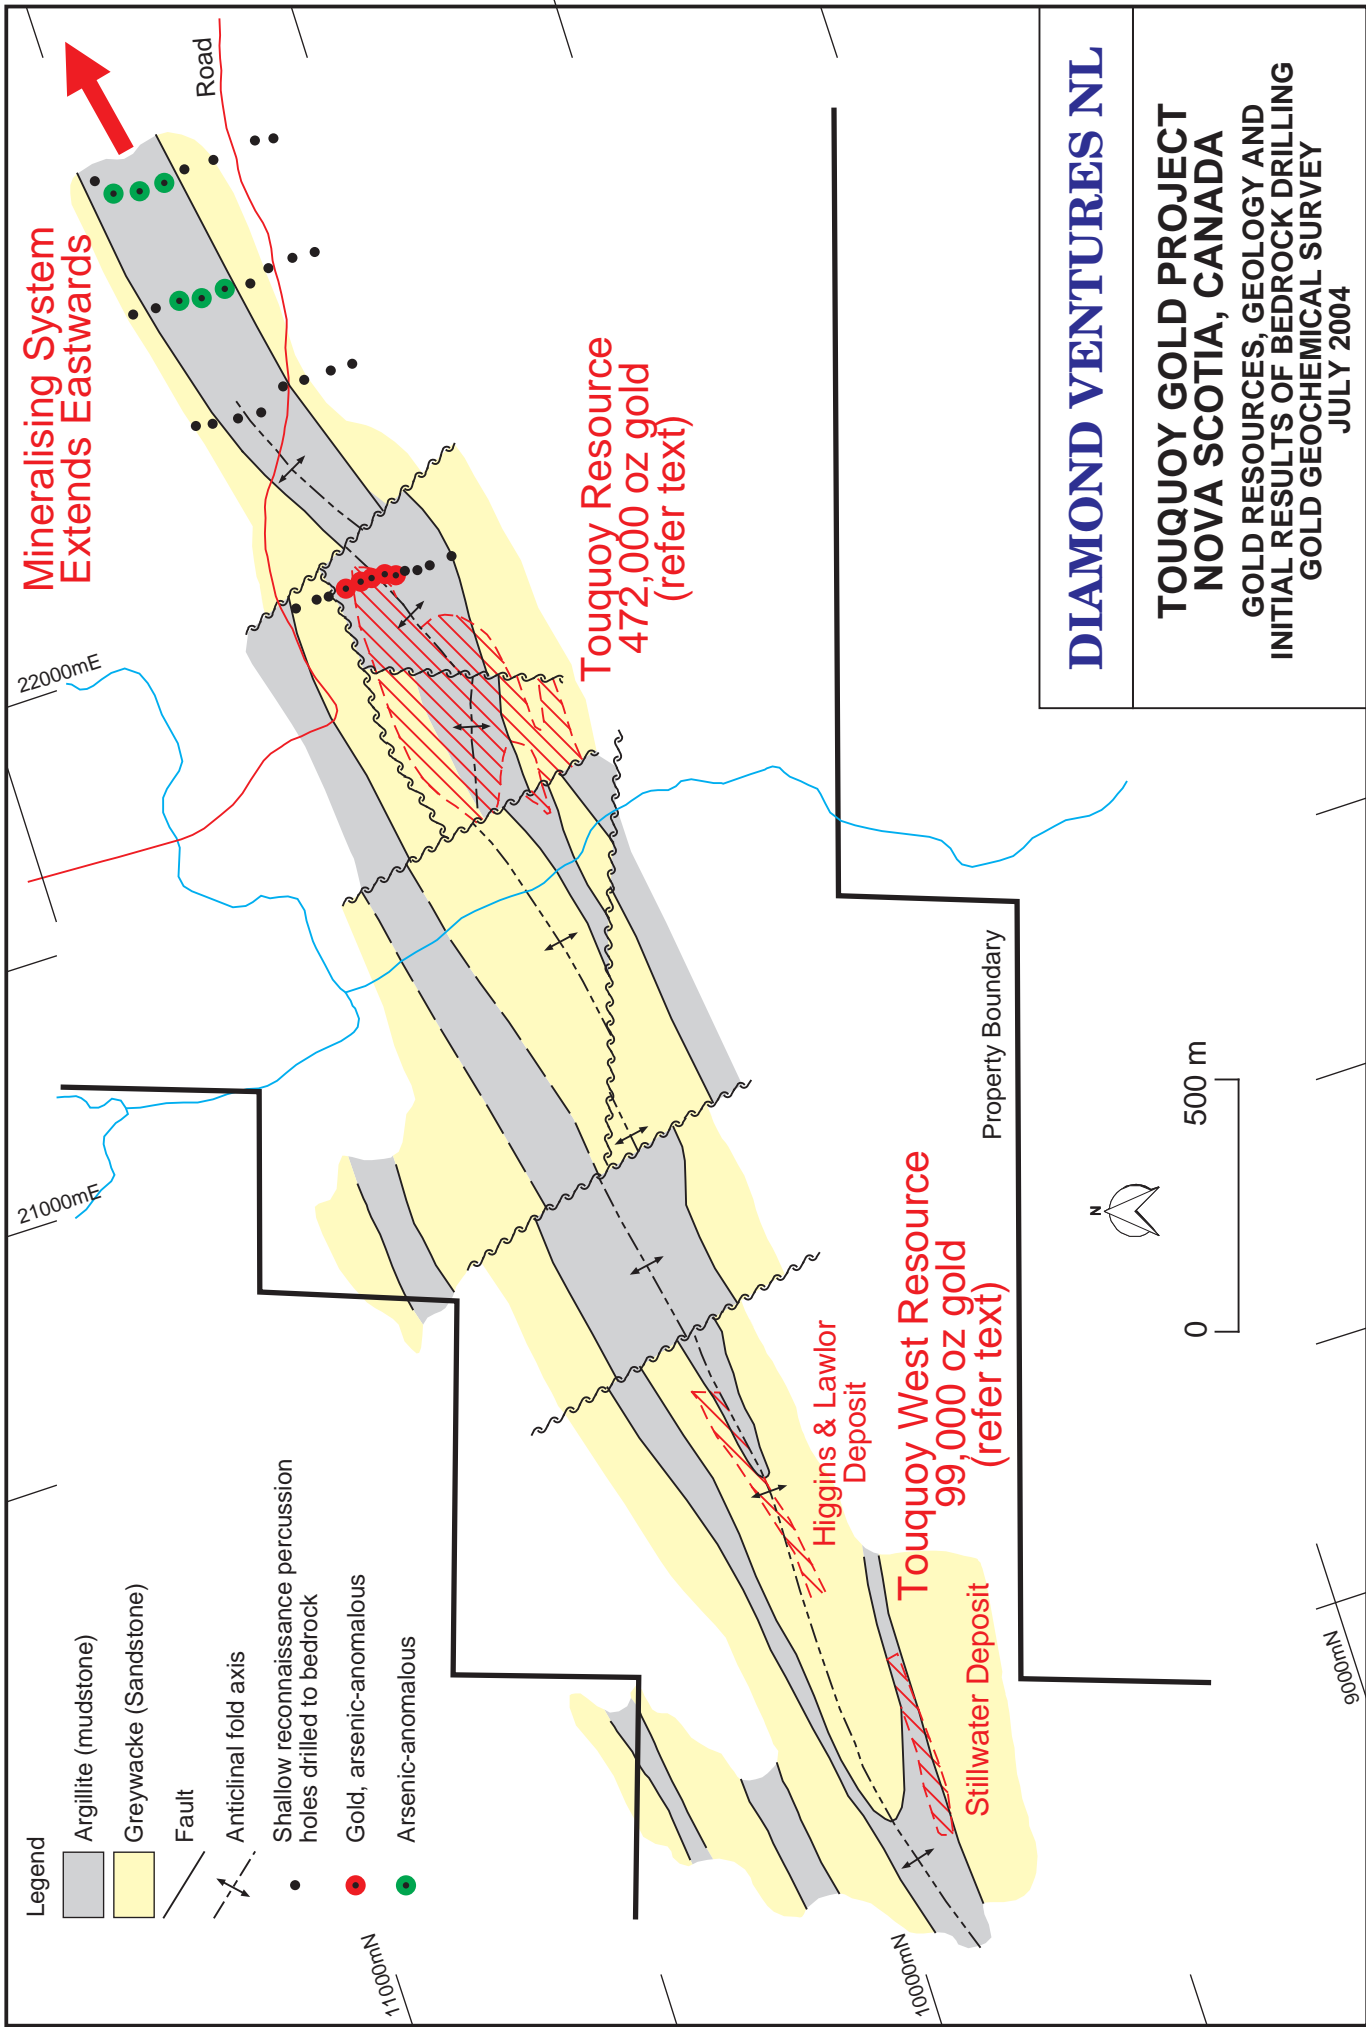 Mineralising System
Extends Eastwards
Road
22000mE
21000mE
Touquoy Resource
472,000 oz gold
(refer text)
Property Boundary
Touquoy West Resource
99,000 oz gold
(refer text)
Higgins & Lawlor
Deposit
Stillwater Deposit
11000mN
10000mN
9000mN
N
0
500 m
Legend
Argillite (mudstone)
Greywacke (Sandstone)
Fault
Anticlinal fold axis
Shallow reconnaissance percussion
holes drilled to bedrock
Gold, arsenic-anomalous
Arsenic-anomalous
DIAMOND VENTURES NL
TOUQUOY GOLD PROJECT
NOVA SCOTIA, CANADA
GOLD RESOURCES, GEOLOGY AND
INITIAL RESULTS OF BEDROCK DRILLING
GOLD GEOCHEMICAL SURVEY
JULY 2004